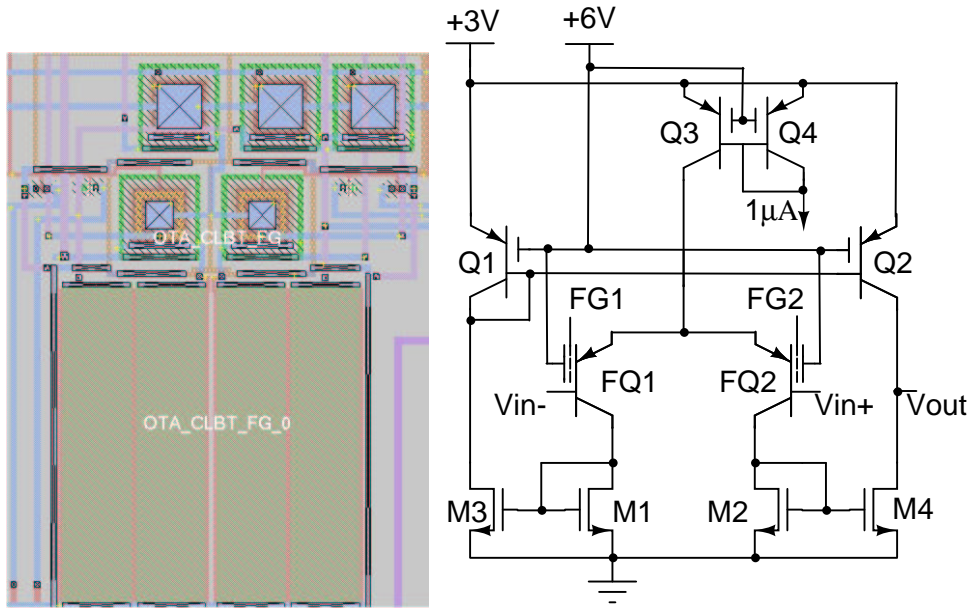 +3V
+6V
Q3
Q4
1μA
Q1
Q2
FG1
FG2
FQ1
FQ2
Vin-
Vin+
Vout
M3
M1
M2
M4
OTA_CLBT_FG
OTA_CLBT_FG_0